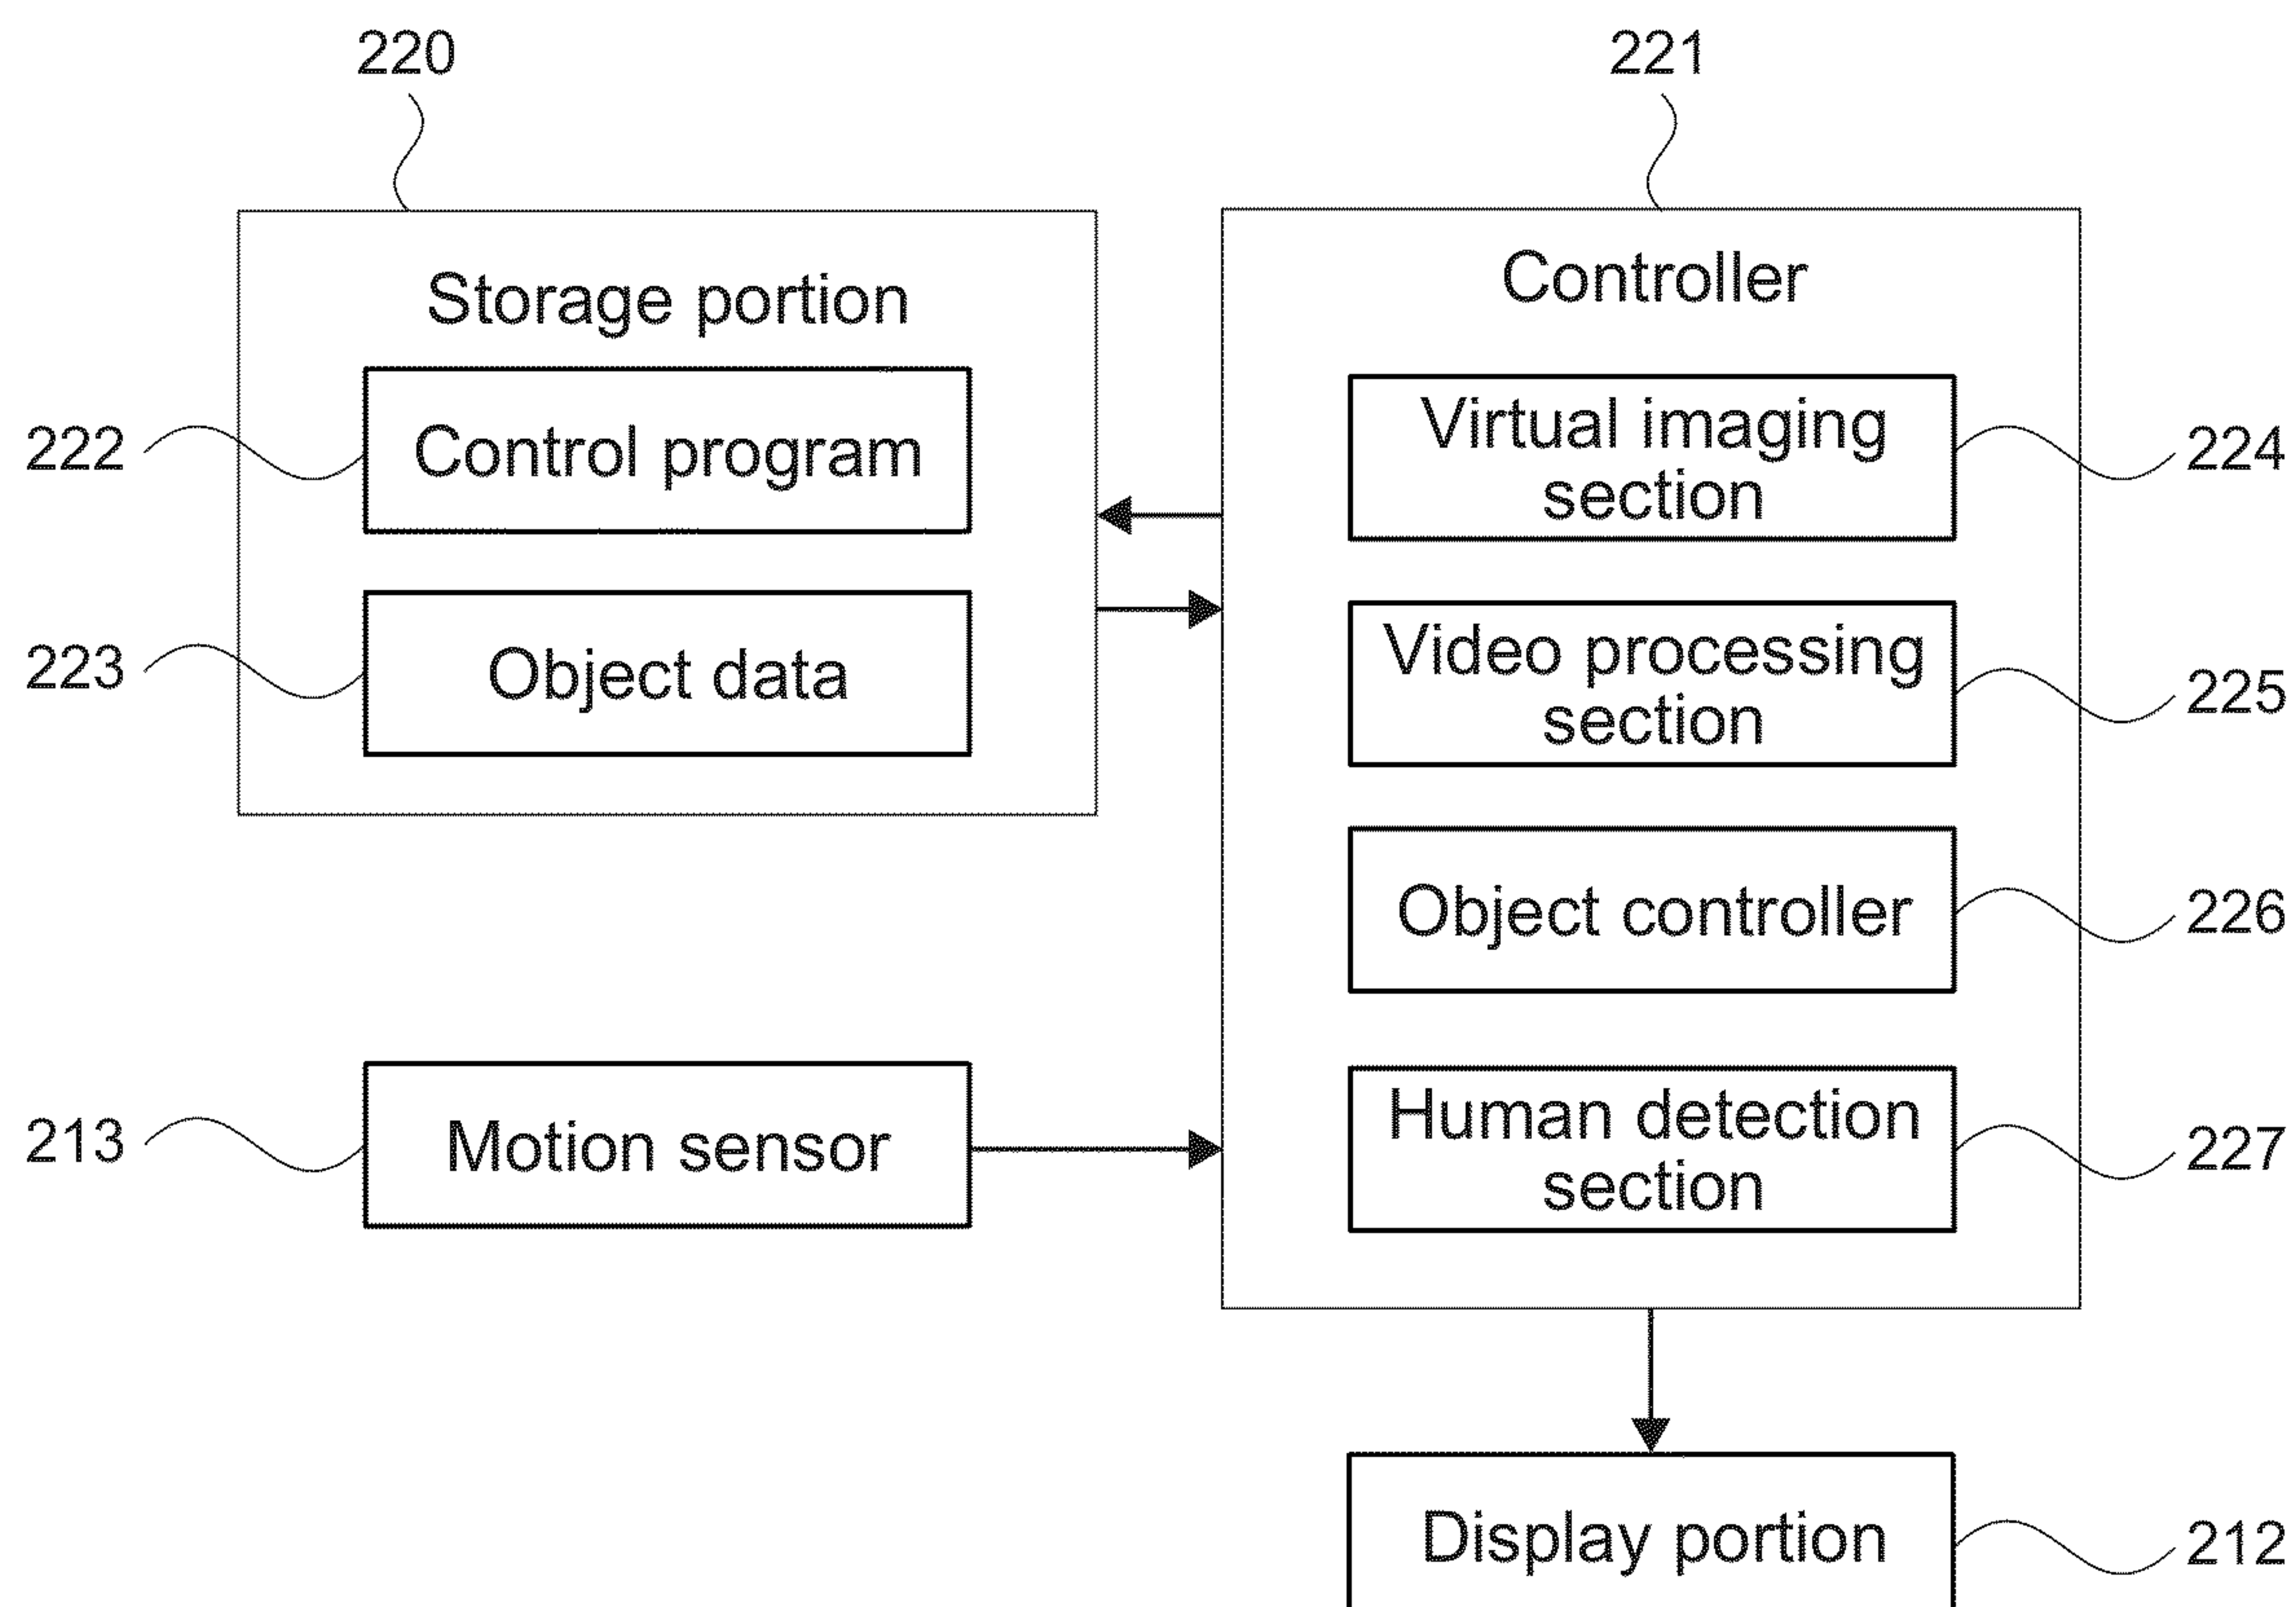 220
221
Storage portion
Controller
222
Control program
Virtual imaging
section
224
223
Object data
Video processing
section
225
Object controller
226
213
Motion sensor
Human detection
section
227
Display portion
212